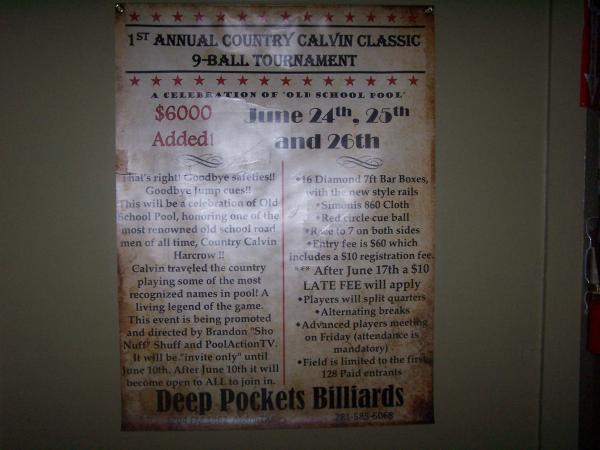 1ST ANNUAL COUNTRY CALVIN CLASSIC
9-BALL TOURNAMENT
A CELEBRATION OF "OLD SCHOOL POOL"
$6000
Added!
June 24th, 25th
and 26th
That's right! Goodbye safeties!!
Goodbye Jump cues!!
This will be a celebration of Old
School Pool, honoring one of the
most renowned old school road
men of all time, Country Calvin
Harcrow !!
Calvin traveled the country
playing some of the most
recognized names in pool! A
living legend of the game.
This event is being promoted
and directed by Brandon "Sho
Nuff" Shuff and PoolActionTV.
It will be "invite only" until
June 10th. After June 10th it will
become open to ALL to join in.
•16 Diamond 7ft Bar Boxes,
with the new style rails
•Simonis 860 Cloth
•Red circle cue ball
•Race to 7 on both sides
•Entry fee is $60 which
includes a $10 registration fee.
*** After June 17th a $10
LATE FEE will apply
•Players will split quarters
•Alternating breaks
•Advanced players meeting
on Friday (attendance is
mandatory)
•Field is limited to the first
128 Paid entrants
Deep Pockets Billiards
281-585-6068